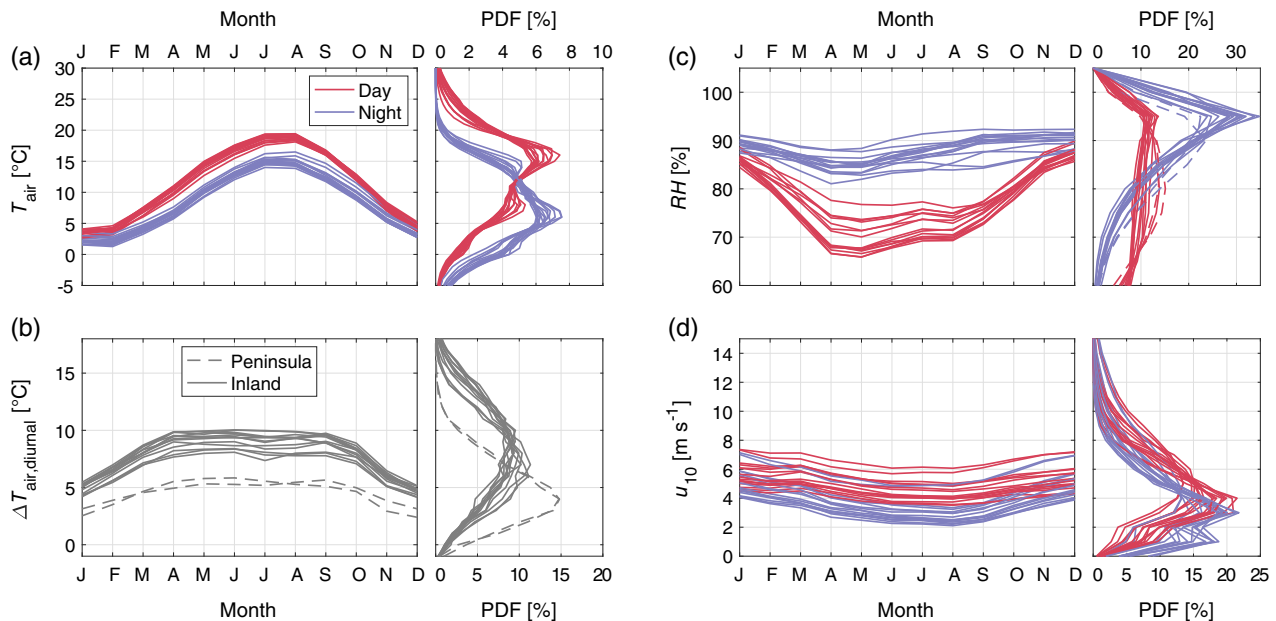 Month PDF [%] Month PDF [%]
(a) J F M A M J J A S O N D 0 2 4 6 8 10 (c) J F M A M J J A S O N D 0 10 20 30
30
25
20
15
10
5
0
-5
T air [°C]
Day
Night
100
90
80
70
60
RH [%]
(b)
15
10
5
0
ΔT air,diurnal [°C]
Peninsula
Inland
(d)
14
12
10
8
6
4
2
0
u10 [m s-1]
J F M A M J J A S O N D 0 5 10 15 20 J F M A M J J A S O N D 0 5 10 15 20 25
Month PDF [%] Month PDF [%]